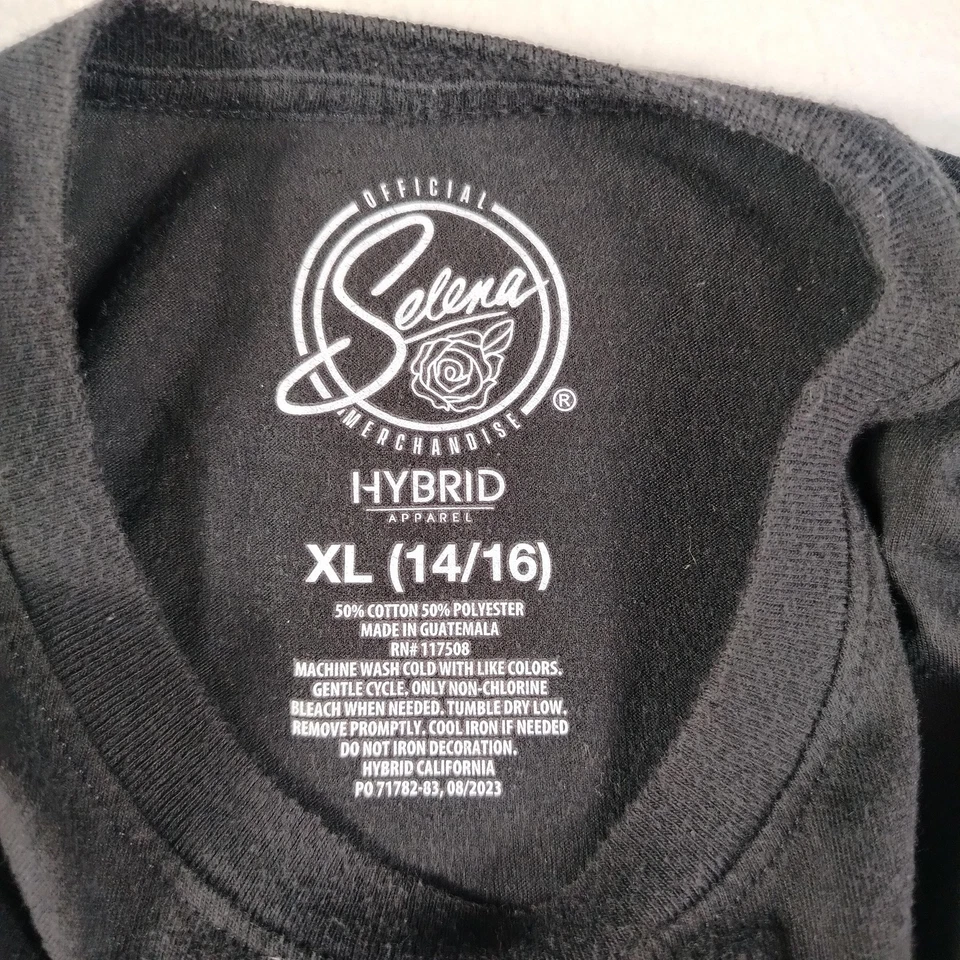 OFFICIAL
Selena
MERCHANDISE
®
HYBRID
APPAREL
XL (14/16)
50% COTTON 50% POLYESTER
MADE IN GUATEMALA
RN# 117508
MACHINE WASH COLD WITH LIKE COLORS.
GENTLE CYCLE. ONLY NON-CHLORINE
BLEACH WHEN NEEDED. TUMBLE DRY LOW.
REMOVE PROMPTLY. COOL IRON IF NEEDED
DO NOT IRON DECORATION.
HYBRID CALIFORNIA
PO 71782-83, 08/2023